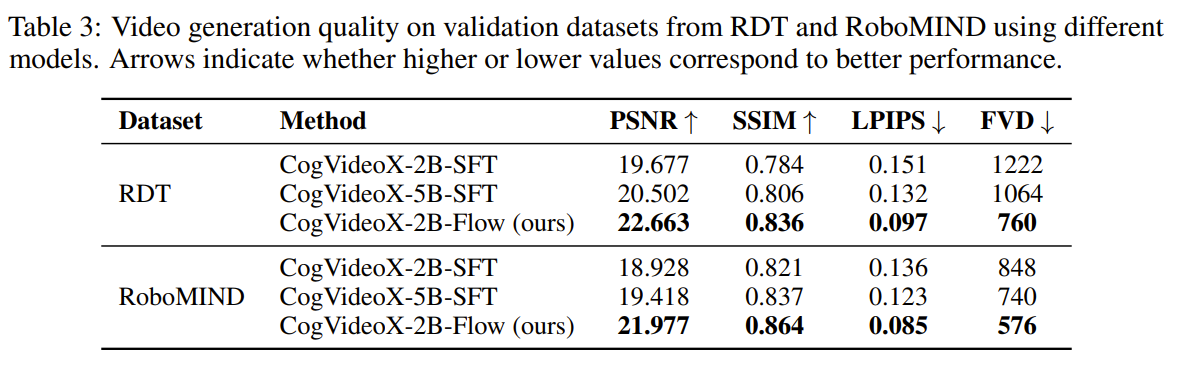 Table 3: Video generation quality on validation datasets from RDT and RoboMIND using different
models. Arrows indicate whether higher or lower values correspond to better performance.
Dataset Method PSNR ↑ SSIM ↑ LPIPS ↓ FVD ↓
CogVideoX-2B-SFT 19.677 0.784 0.151 1222
RDT CogVideoX-5B-SFT 20.502 0.806 0.132 1064
CogVideoX-2B-Flow (ours) 22.663 0.836 0.097 760
CogVideoX-2B-SFT 18.928 0.821 0.136 848
RoboMIND CogVideoX-5B-SFT 19.418 0.837 0.123 740
CogVideoX-2B-Flow (ours) 21.977 0.864 0.085 576